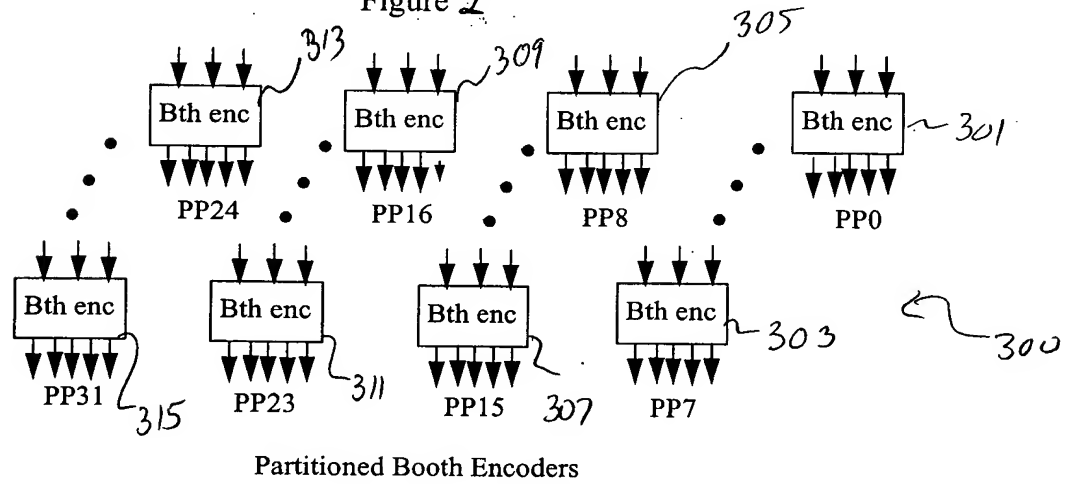 Figure 2
313
309
305
Bth enc
Bth enc
Bth enc
Bth enc
301
PP24
PP16
PP8
PP0
Bth enc
Bth enc
Bth enc
Bth enc
303
300
PP31
315
PP23
311
PP15
307
PP7
Partitioned Booth Encoders